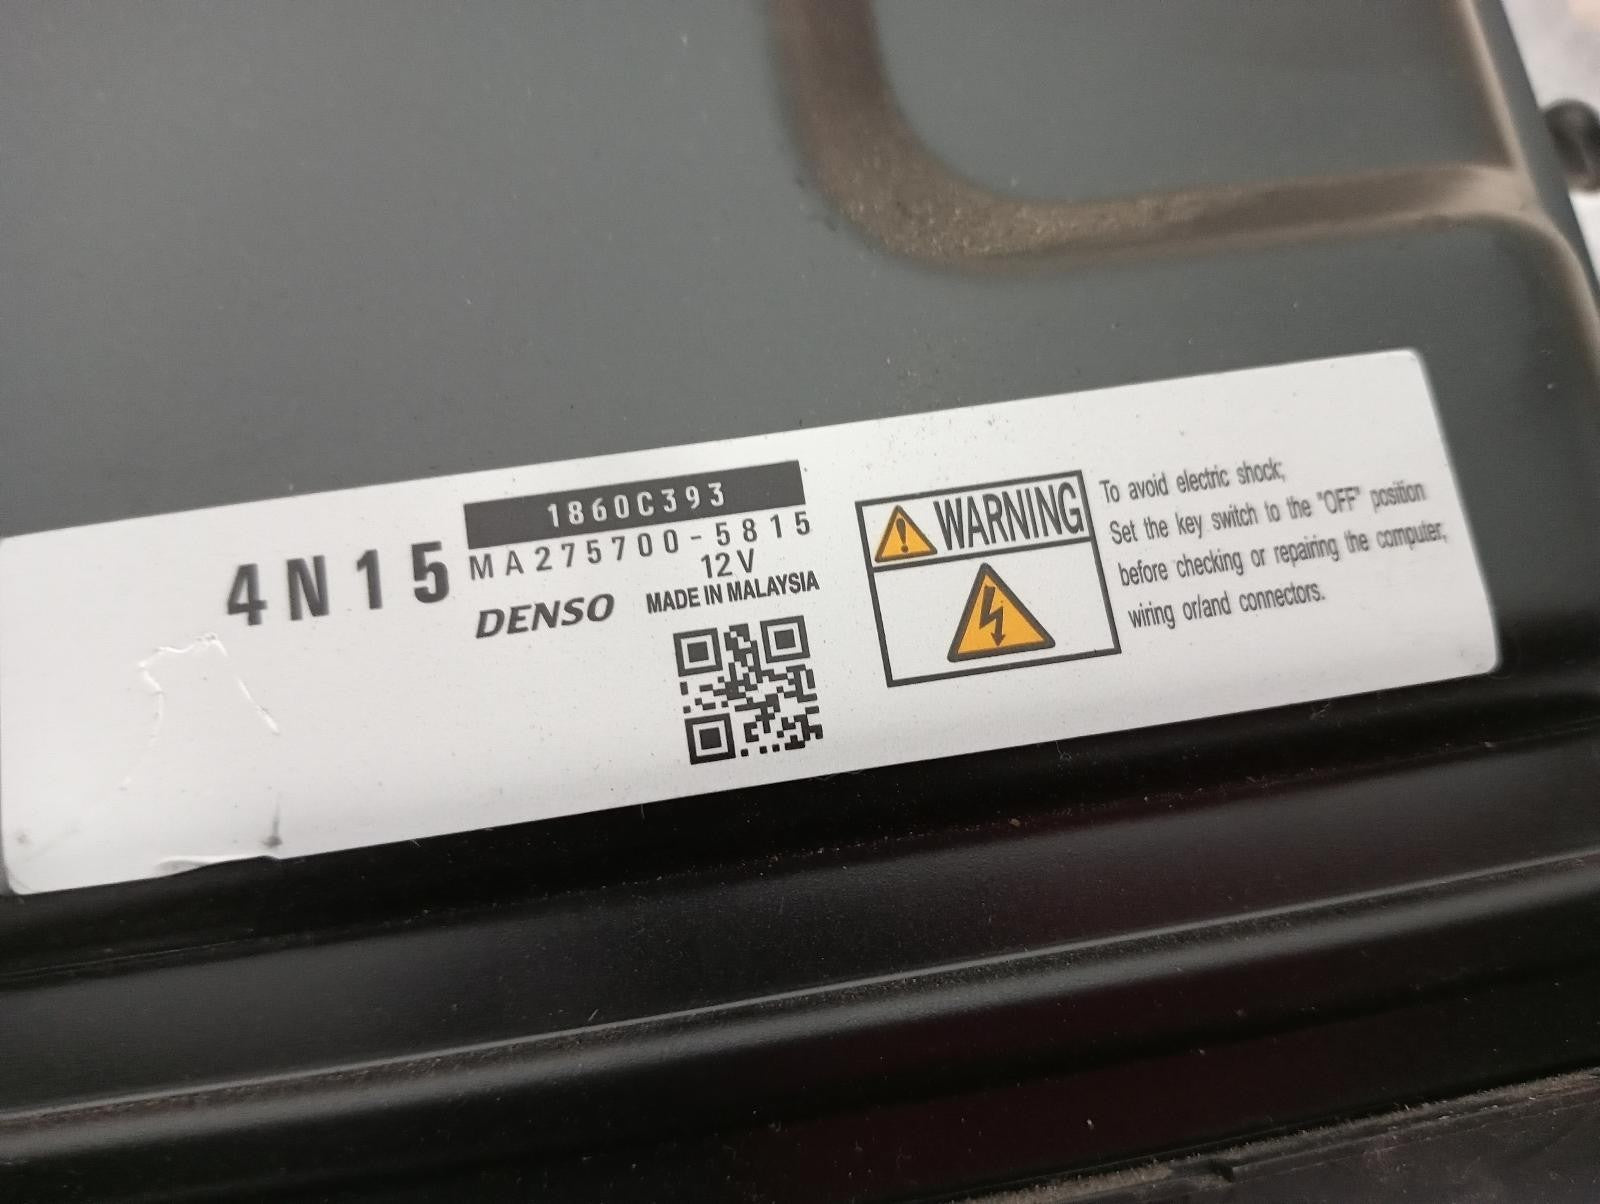 1860C393
4N15
MA275700-5815
12V
DENSO
MADE IN MALAYSIA
WARNING
To avoid electric shock;
Set the key switch to the "OFF" position
before checking or repairing the computer,
wiring or/and connectors.